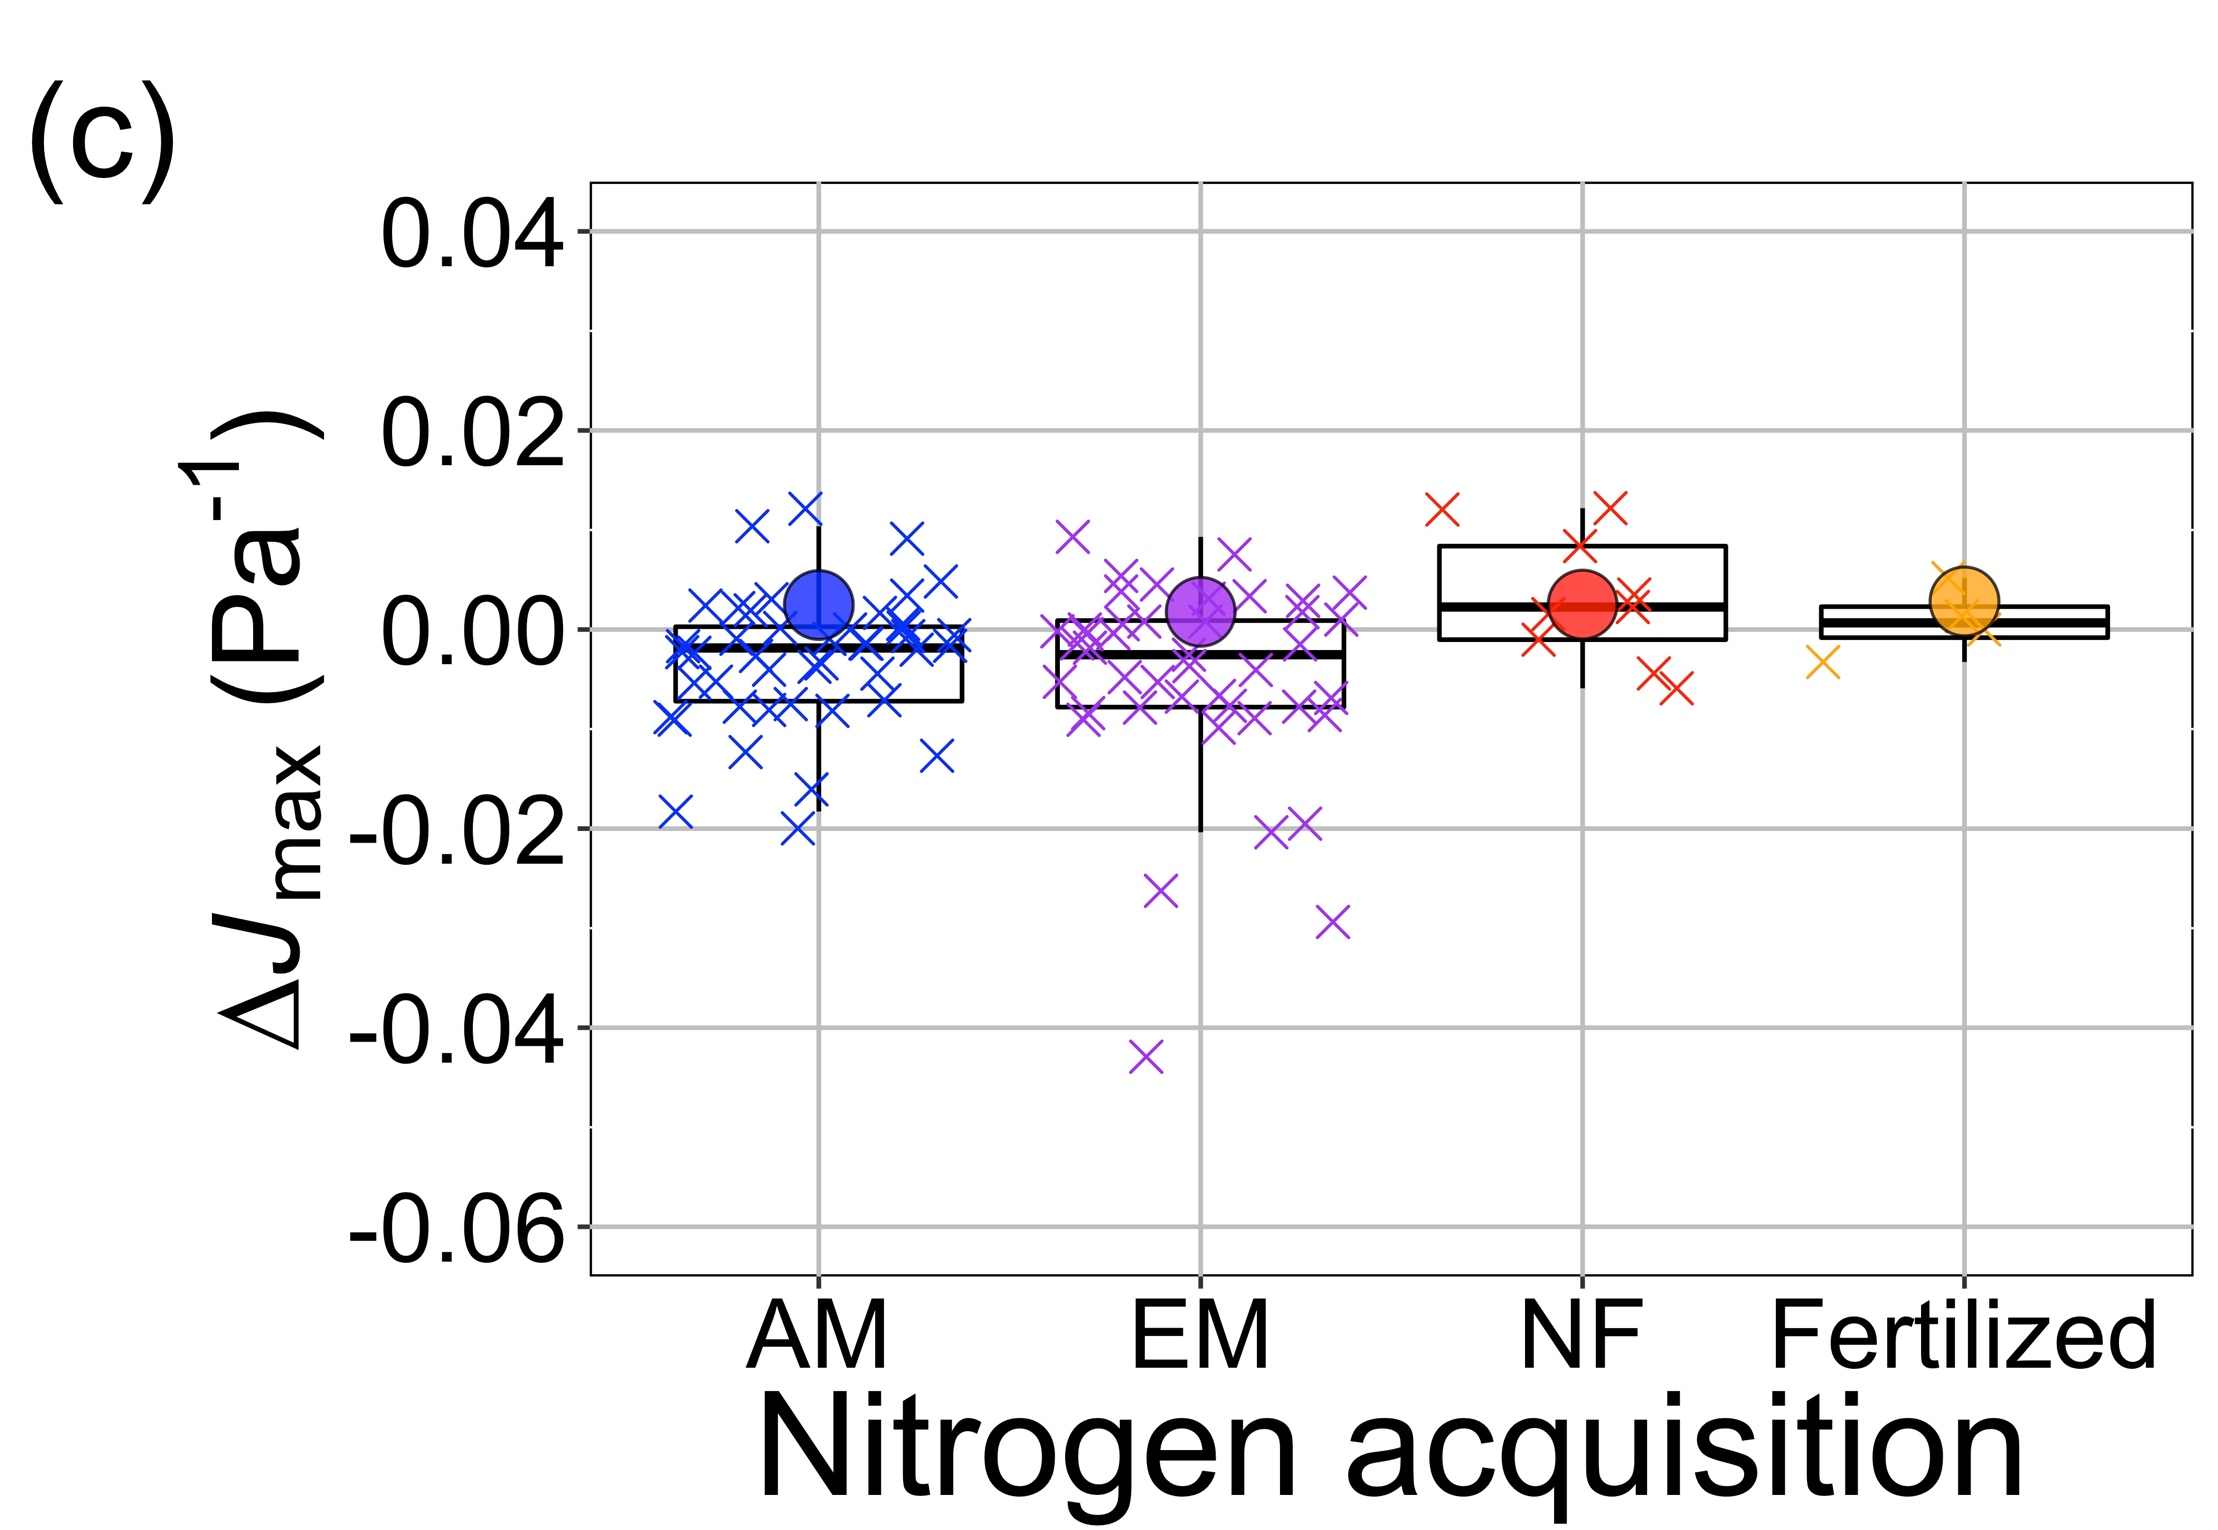 (c)
0.04
0.02
0.00
-0.02
-0.04
-0.06
ΔJmax (Pa-1)
AM EM NF Fertilized
Nitrogen acquisition